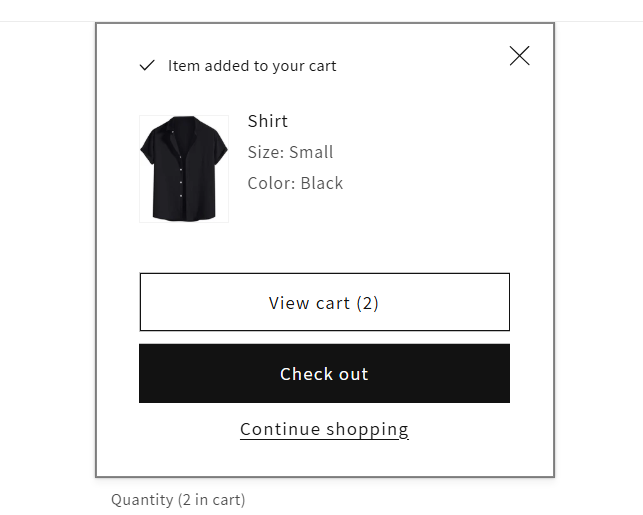 Item added to your cart
Shirt
Size: Small
Color: Black
View cart (2)
Check out
Continue shopping
Quantity (2 in cart)